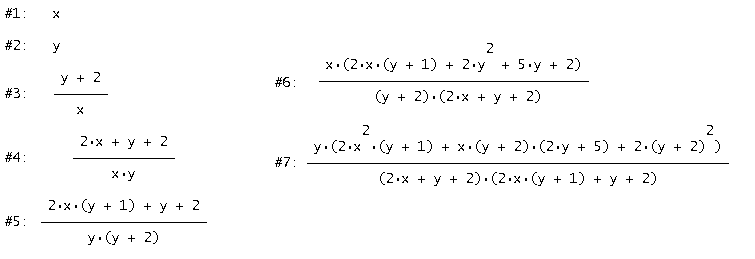 #1: x
#2: y
#3: (y + 2)/x
#4: (2·x + y + 2)/(x·y)
#5: (2·x·(y + 1) + y + 2)/(y·(y + 2))
#6: (x·(2·x·(y + 1) + 2·y^2 + 5·y + 2))/((y + 2)·(2·x + y + 2))
#7: (y·(2·x^2·(y + 1) + x·(y + 2)·(2·y + 5) + 2·(y + 2)^2))/((2·x + y + 2)·(2·x·(y + 1) + y + 2))